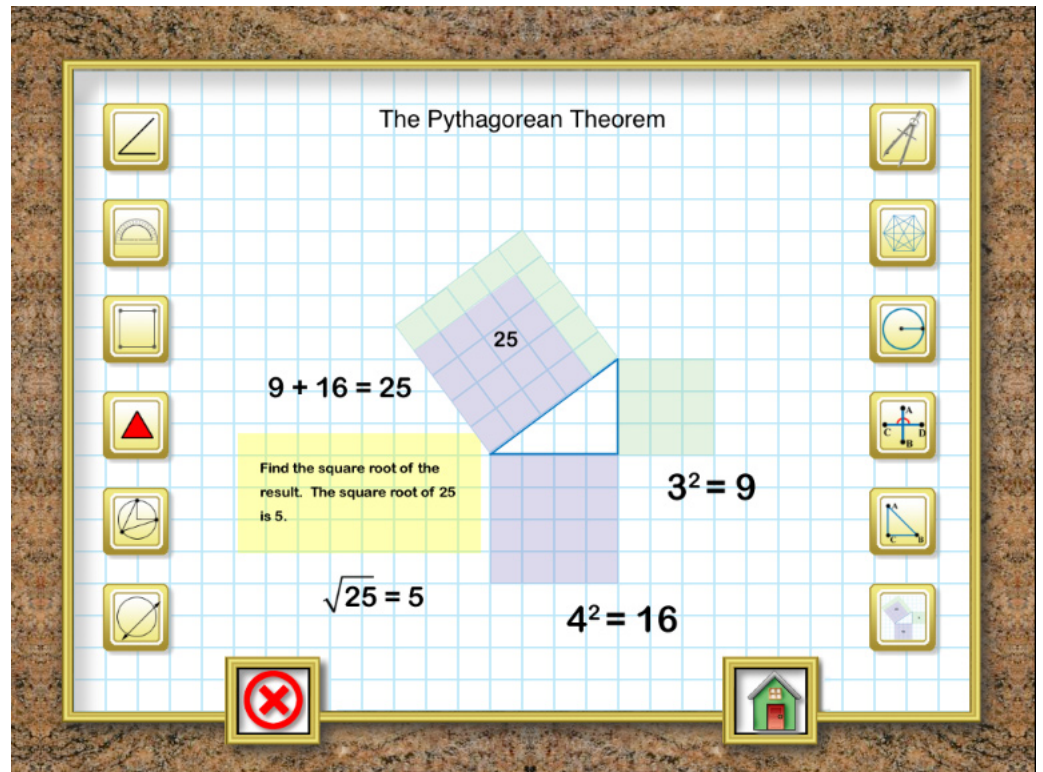 The Pythagorean Theorem
25
9 + 16 = 25
Find the square root of the
result.  The square root of 25
is 5.
3² = 9
√25 = 5
4² = 16
A
C D
B
A
C B